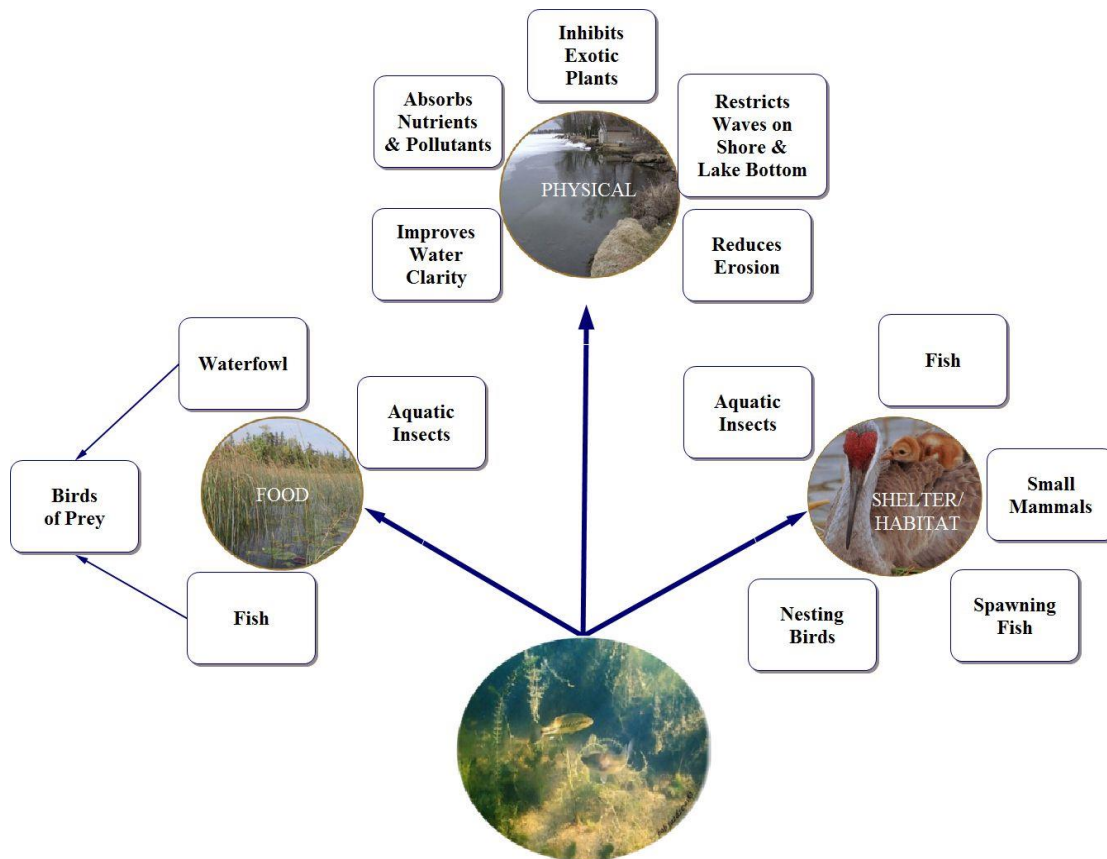 Inhibits
Exotic
Plants
Absorbs
Nutrients
& Pollutants
Restricts
Waves on
Shore &
Lake Bottom
PHYSICAL
Improves
Water
Clarity
Reduces
Erosion
Waterfowl
Aquatic
Insects
Birds
of Prey
FOOD
Fish
Aquatic
Insects
Fish
SHELTER/
HABITAT
Small
Mammals
Nesting
Birds
Spawning
Fish